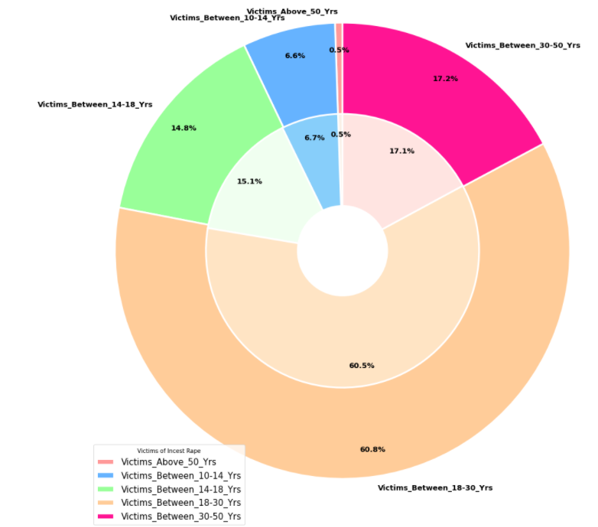 Victims_Above_50_Yrs
Victims_Between_10-14_Yrs
Victims_Between_30-50_Yrs
6.6%
0.5%
17.2%
Victims_Between_14-18_Yrs
14.8%
6.7%
0.5%
17.1%
15.1%
60.5%
60.8%
Victims_Between_18-30_Yrs
Victims of Incest Rape
Victims_Above_50_Yrs
Victims_Between_10-14_Yrs
Victims_Between_14-18_Yrs
Victims_Between_18-30_Yrs
Victims_Between_30-50_Yrs